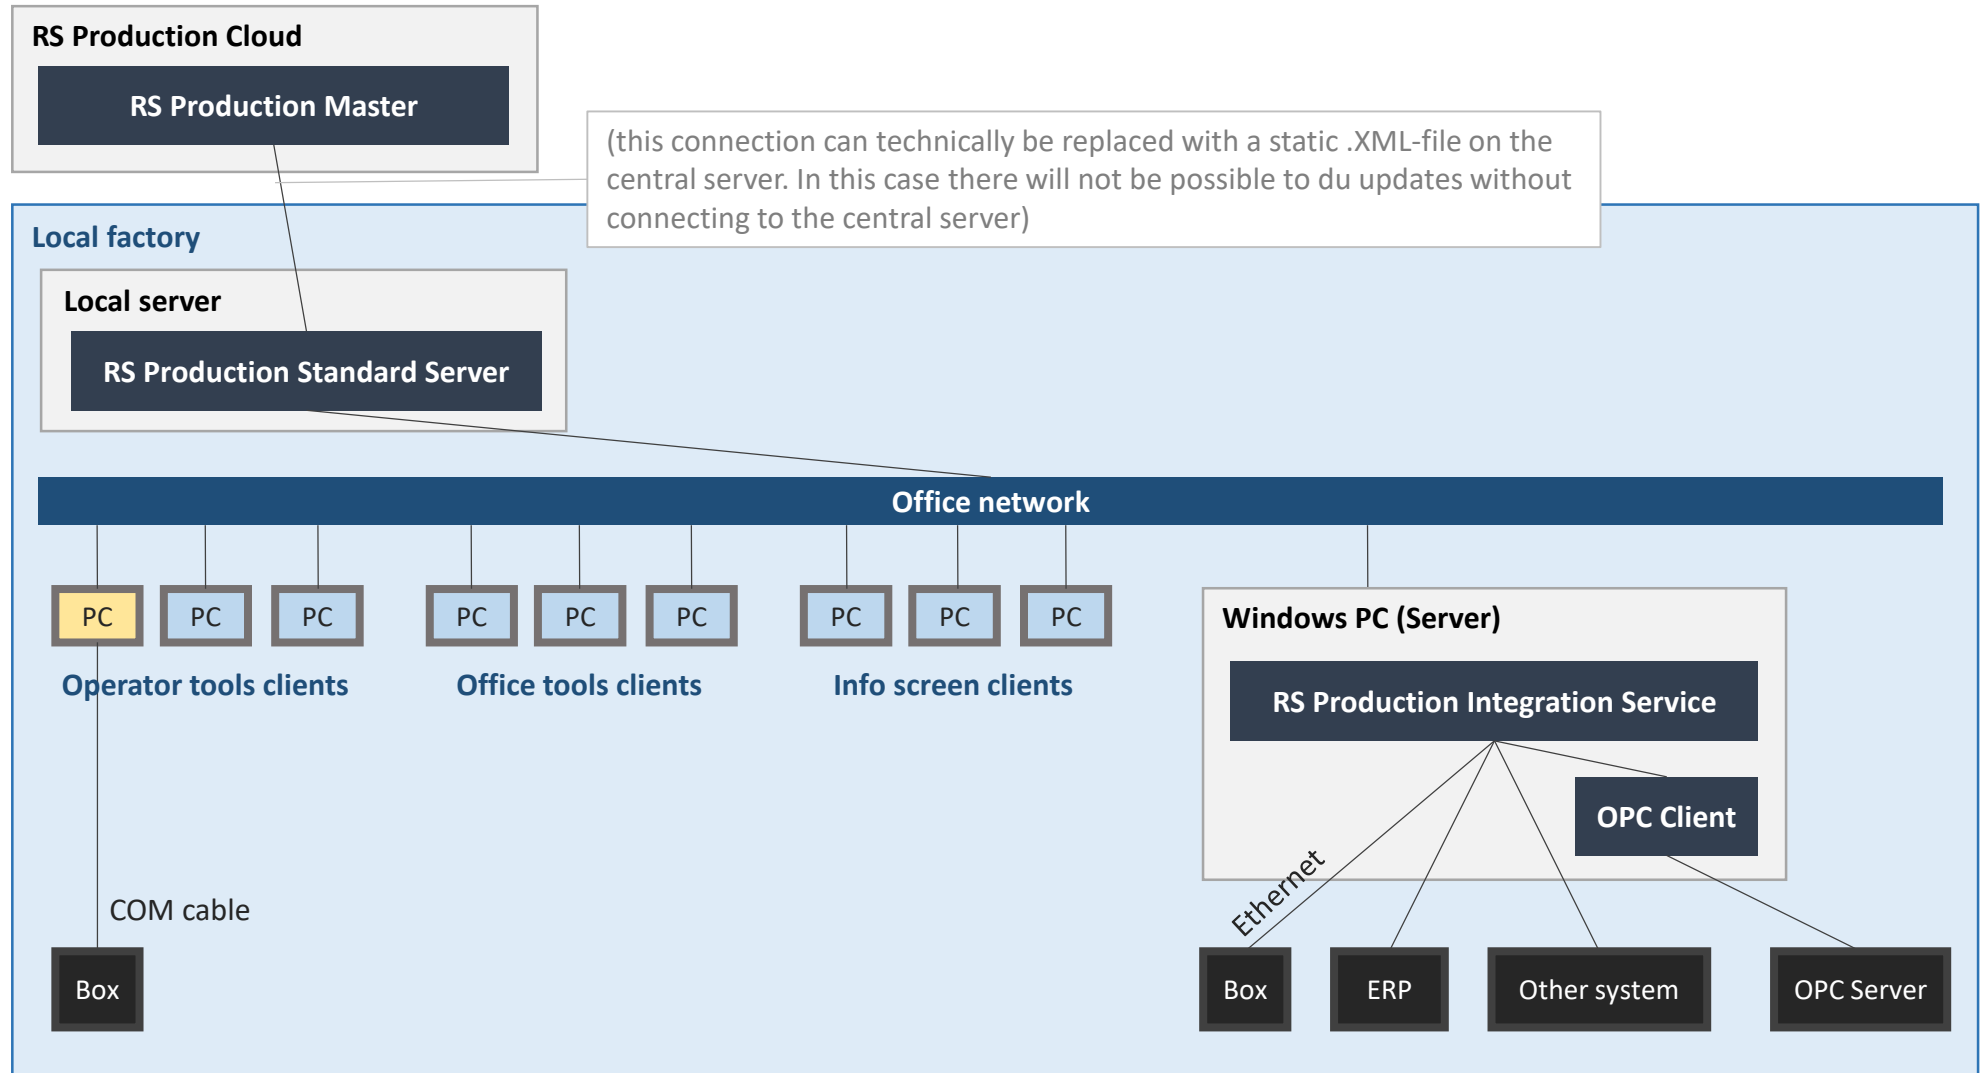 RS Production Cloud
RS Production Master
(this connection can technically be replaced with a static .XML-file on the
central server. In this case there will not be possible to du updates without
connecting to the central server)
Local factory
Local server
RS Production Standard Server
Office network
PC
PC
PC
PC
PC
PC
PC
PC
PC
Operator tools clients
Office tools clients
Info screen clients
Windows PC (Server)
RS Production Integration Service
OPC Client
Ethernet
COM cable
Box
Box
ERP
Other system
OPC Server